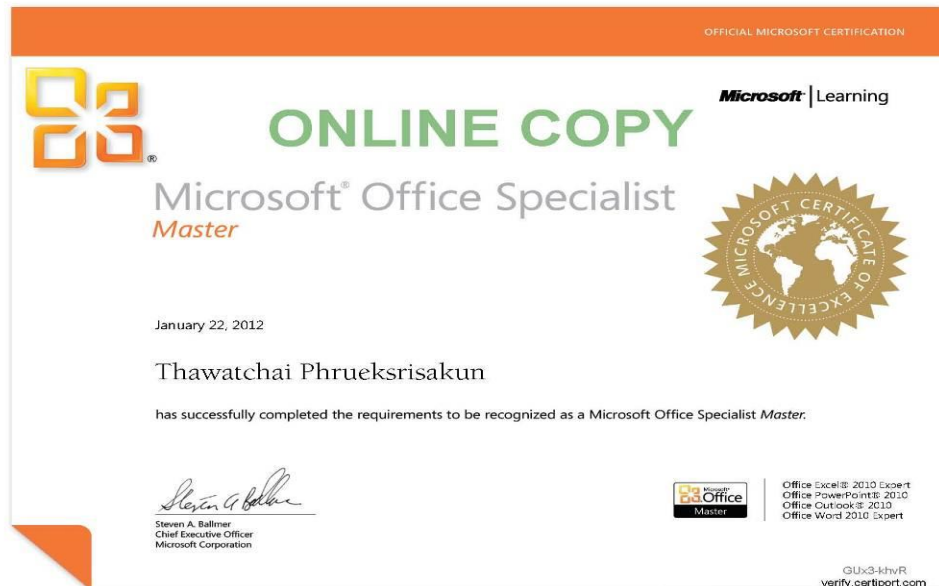 OFFICIAL MICROSOFT CERTIFICATION
Microsoft® | Learning
ONLINE COPY
®
Microsoft® Office Specialist
Master
MICROSOFT CERTIFICATE OF EXCELLENCE
January 22, 2012
Thawatchai Phrueksrisakun
has successfully completed the requirements to be recognized as a Microsoft Office Specialist Master.
Steven A Ballmer
Steven A. Ballmer
Chief Executive Officer
Microsoft Corporation
Microsoft®
Office
Master
Office Excel® 2010 Expert
Office PowerPoint® 2010
Office Outlook® 2010
Office Word 2010 Expert
GUx3-khvR
verify.certiport.com